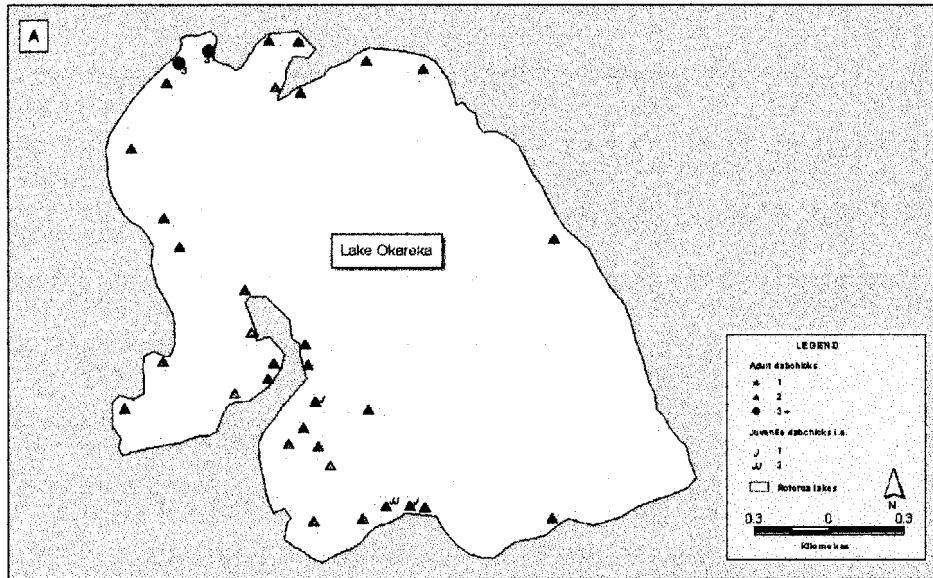 A
3
3
Lake Okareka
LEGEND
Adult dabchicks
1
2
3 +
Juvenile dabchicks i.e.
J 1
JJ 2
Rotorua lakes
N
0.3 0 0.3
Kilometres
J
JJ J